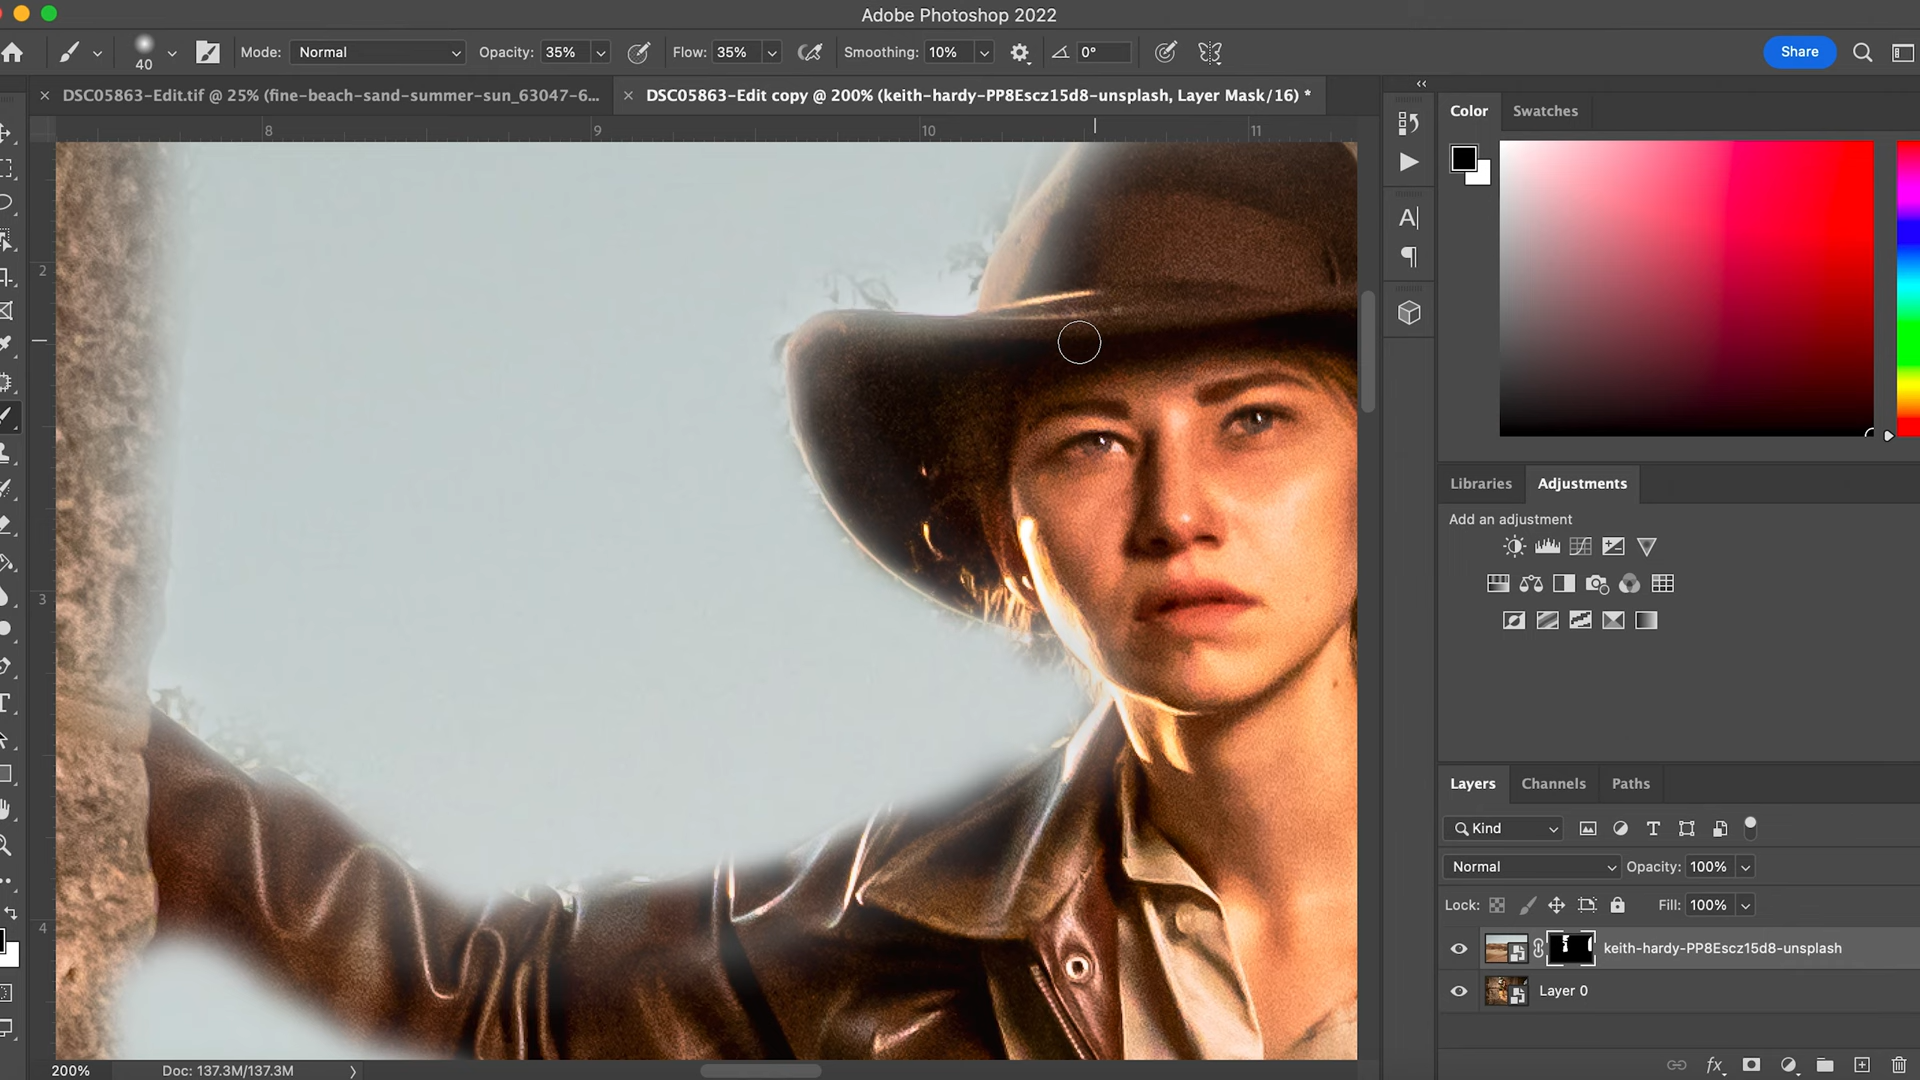 Adobe Photoshop 2022
40
Mode: Normal
Opacity: 35%
Flow: 35%
Smoothing: 10%
0°
Share
DSC05863-Edit.tif @ 25% (fine-beach-sand-summer-sun_63047-6...
DSC05863-Edit copy @ 200% (keith-hardy-PP8Escz15d8-unsplash, Layer Mask/16) *
8
9
10
11
2
3
4
Color
Swatches
Libraries
Adjustments
Add an adjustment
Layers
Channels
Paths
Kind
Normal
Opacity: 100%
Lock:
Fill: 100%
keith-hardy-PP8Escz15d8-unsplash
Layer 0
fx
200%
Doc: 137.3M/137.3M